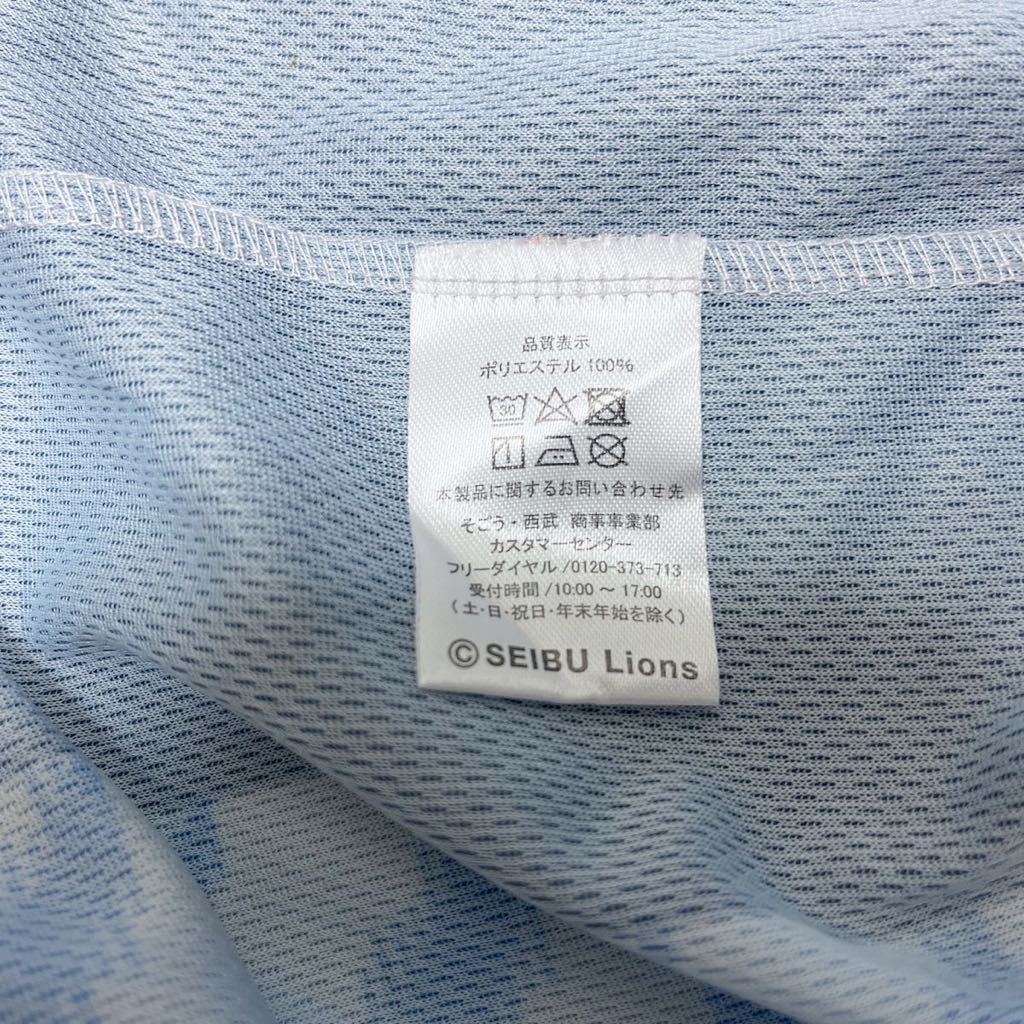 品質表示
ポリエステル 100%
30
本製品に関するお問い合わせ先
そごう・西武 商事事業部
カスタマーセンター
フリーダイヤル/0120-373-713
受付時間/10:00 ～ 17:00
(土・日・祝日・年末年始を除く)
©SEIBU Lions